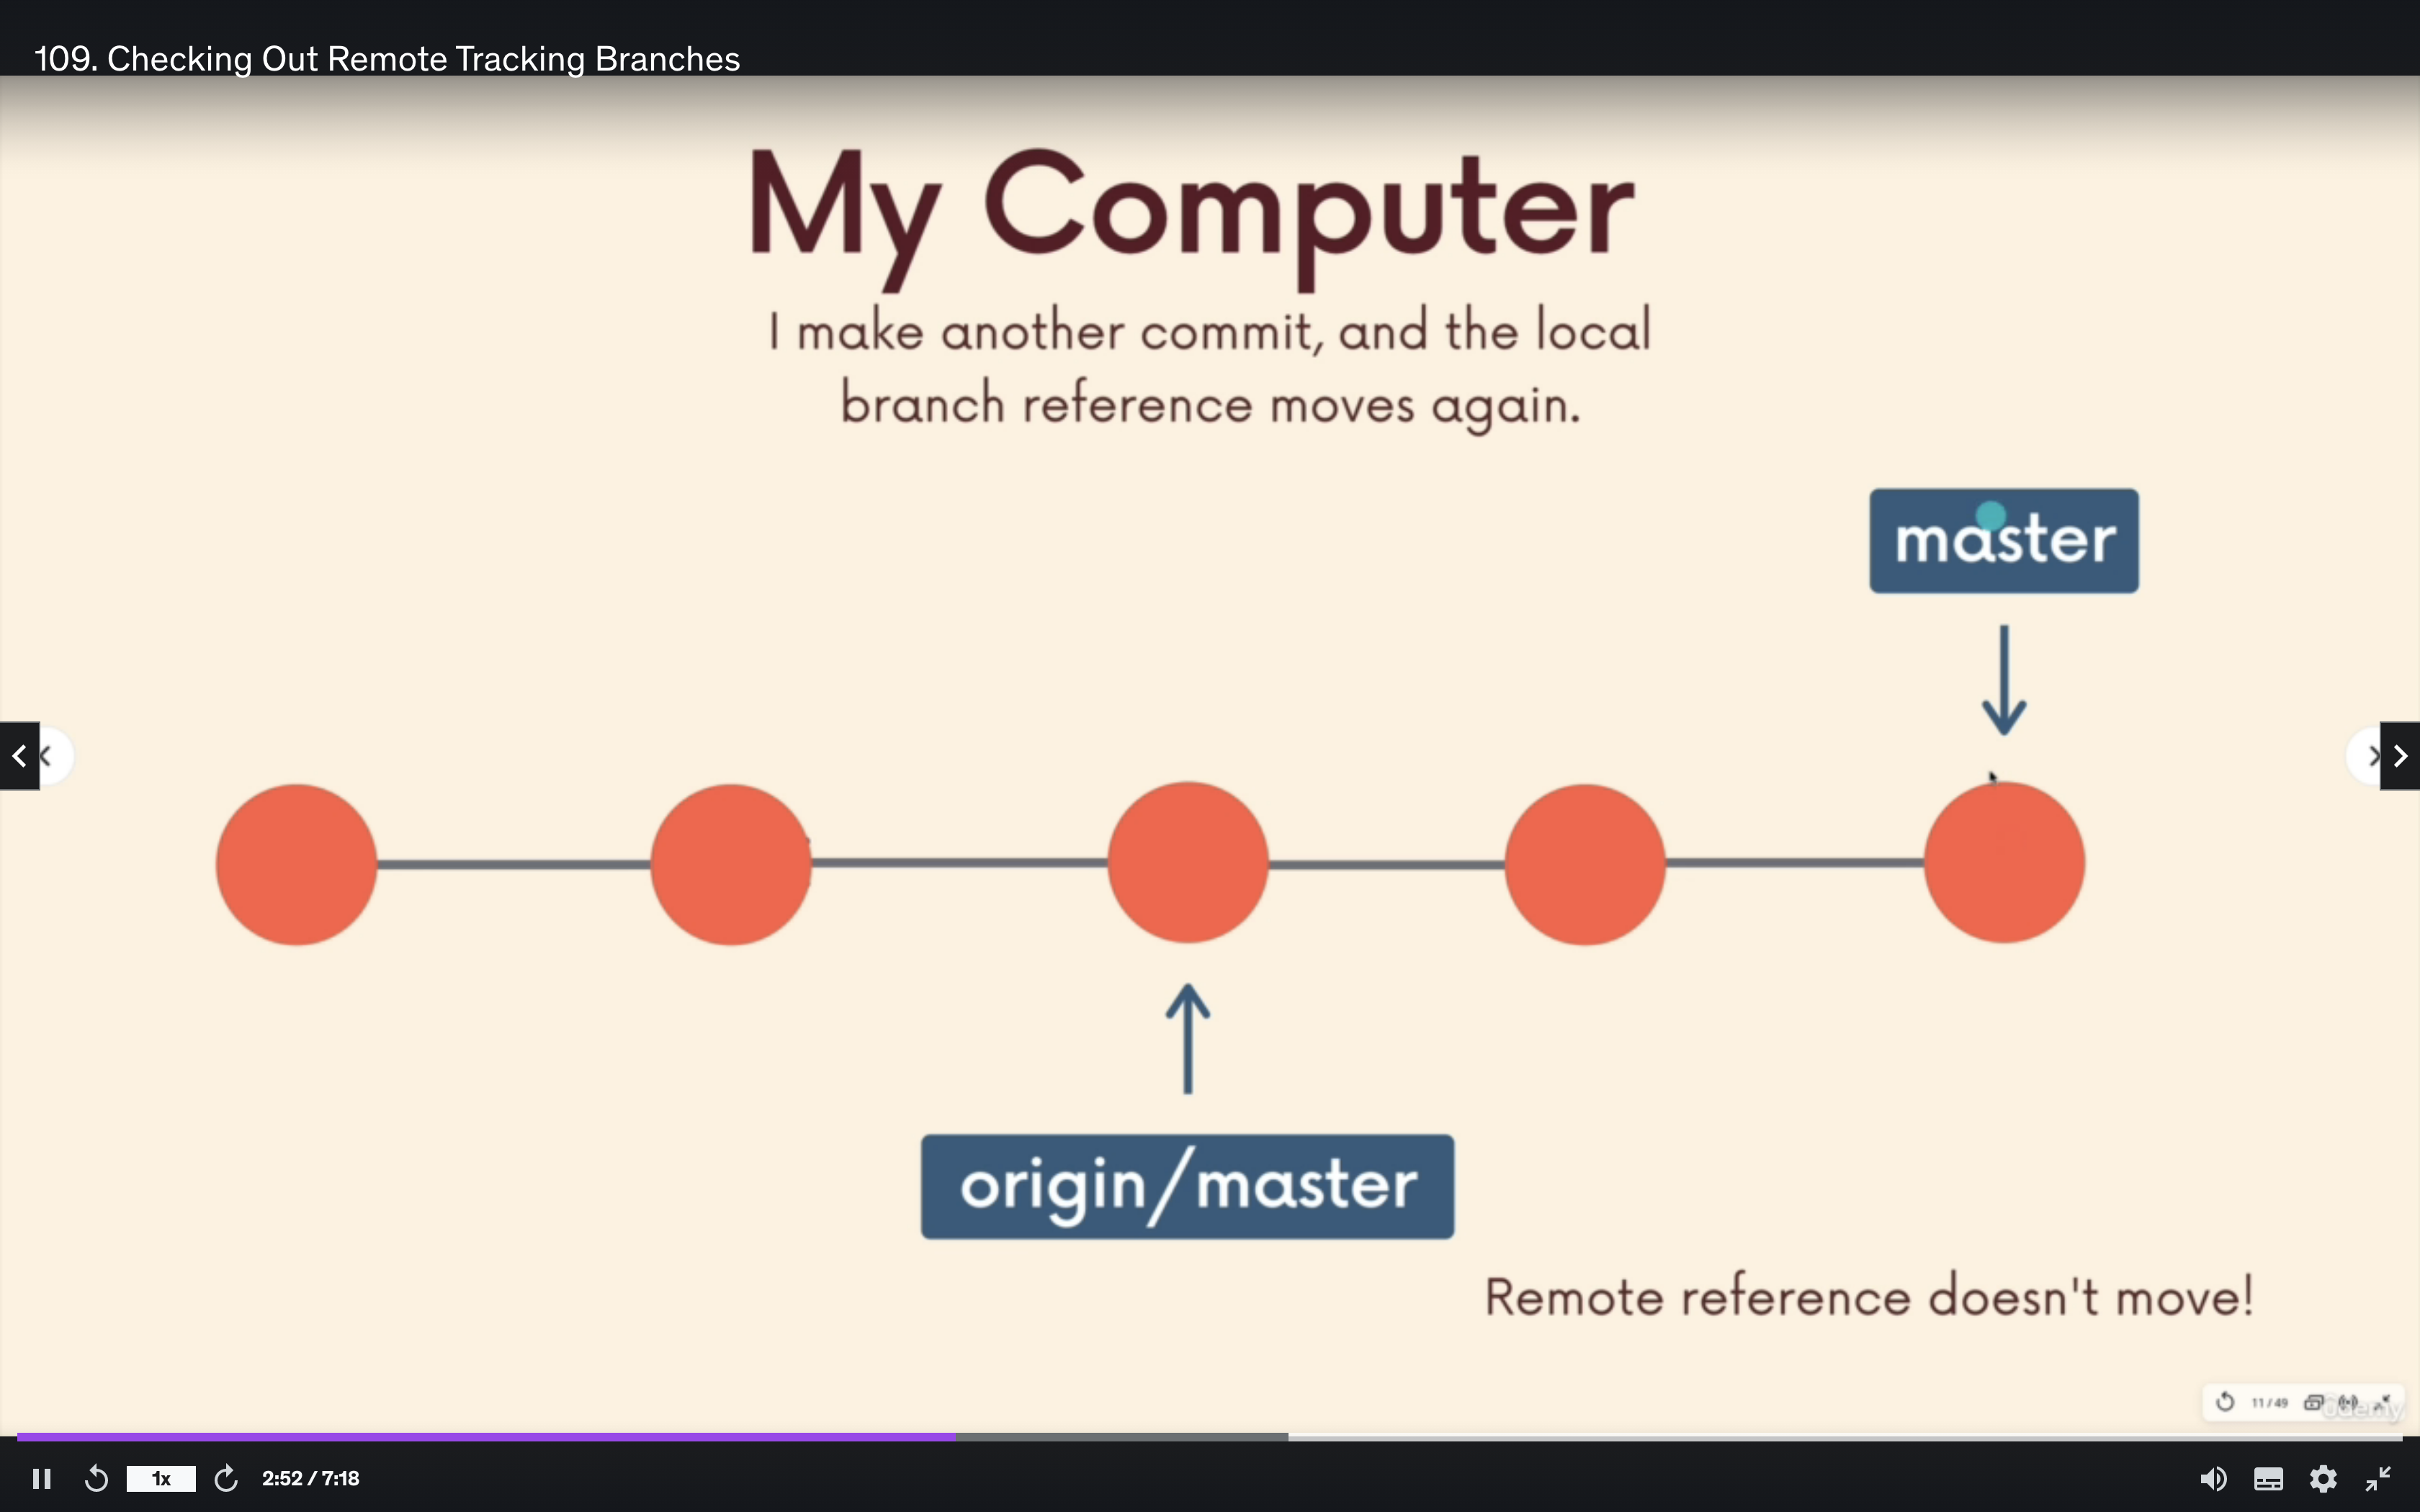 109. Checking Out Remote Tracking Branches
My Computer
I make another commit, and the local
branch reference moves again.
master
origin/master
Remote reference doesn't move!
11 / 49
Udemy
1x
2:52 / 7:18